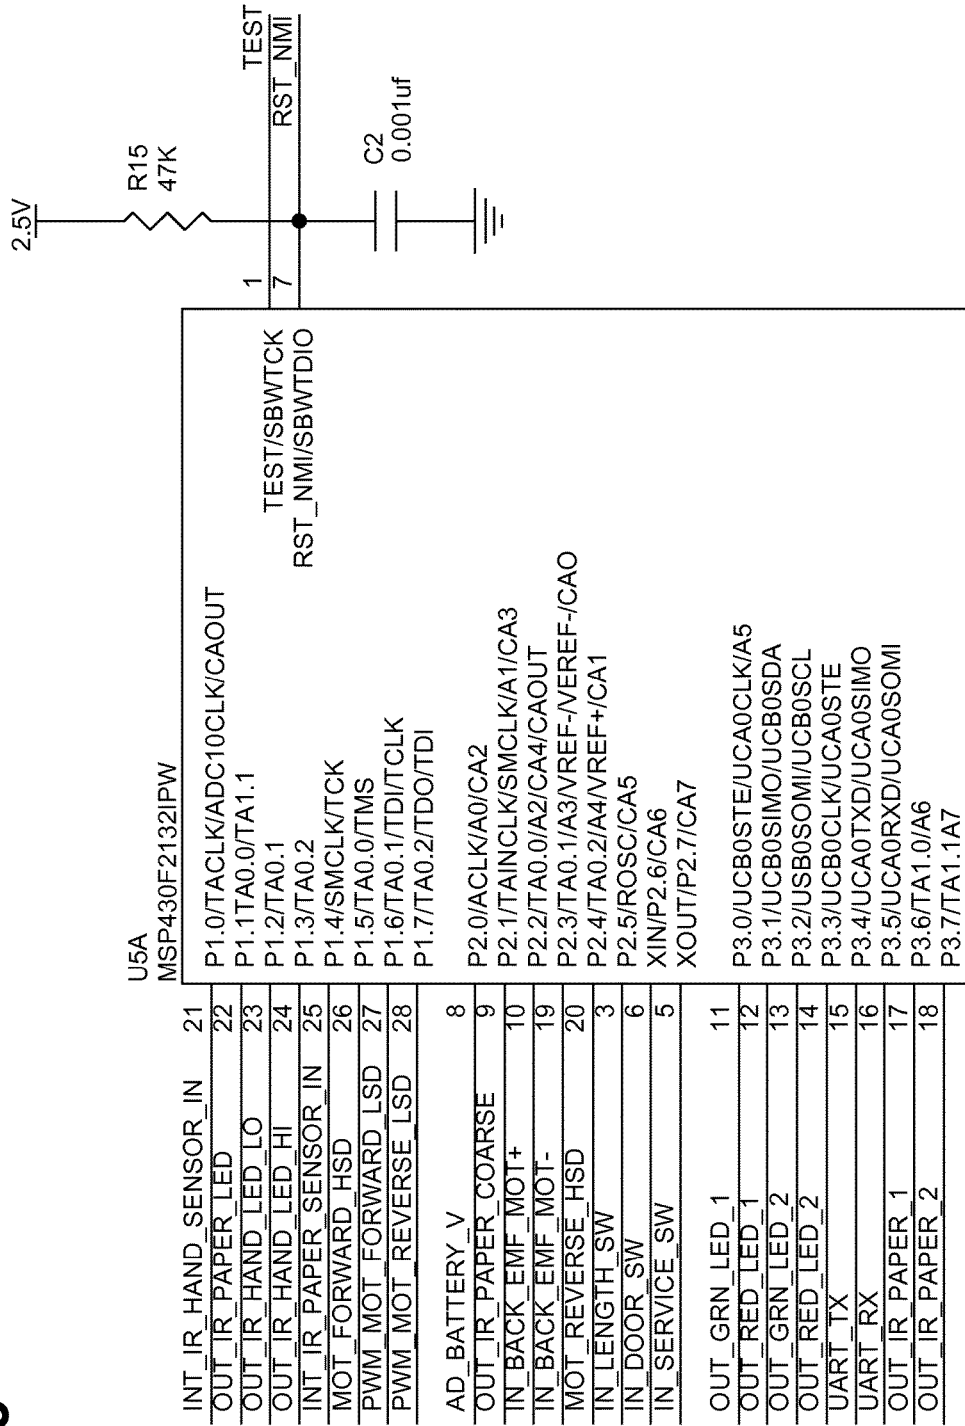 2.5V
R15
47K
TEST
RST_NMI
C2
0.001uf
1
7
U5A
MSP430F2132IPW
TEST/SBWTCK
RST_NMI/SBWTDIO
INT_IR_HAND_SENSOR_IN 21 P1.0/TACLK/ADC10CLK/CAOUT
OUT_IR_PAPER_LED 22 P1.1TA0.0/TA1.1
OUT_IR_HAND_LED_LO 23 P1.2/TA0.1
OUT_IR_HAND_LED_HI 24 P1.3/TA0.2
INT_IR_PAPER_SENSOR_IN 25 P1.4/SMCLK/TCK
MOT_FORWARD_HSD 26 P1.5/TA0.0/TMS
PWM_MOT_FORWARD_LSD 27 P1.6/TA0.1/TDI/TCLK
PWM_MOT_REVERSE_LSD 28 P1.7/TA0.2/TDO/TDI
AD_BATTERY_V 8 P2.0/ACLK/A0/CA2
OUT_IR_PAPER_COARSE 9 P2.1/TAINCLK/SMCLK/A1/CA3
IN_BACK_EMF_MOT+ 10 P2.2/TA0.0/A2/CA4/CAOUT
IN_BACK_EMF_MOT- 19 P2.3/TA0.1/A3/VREF-/VEREF-/CAO
MOT_REVERSE_HSD 20 P2.4/TA0.2/A4/VREF+/CA1
IN_LENGTH_SW 3 P2.5/ROSC/CA5
IN_DOOR_SW 6 XIN/P2.6/CA6
IN_SERVICE_SW 5 XOUT/P2.7/CA7
OUT_GRN_LED_1 11 P3.0/UCB0STE/UCA0CLK/A5
OUT_RED_LED_1 12 P3.1/UCB0SIMO/UCB0SDA
OUT_GRN_LED_2 13 P3.2/USB0SOMI/UCB0SCL
OUT_RED_LED_2 14 P3.3/UCB0CLK/UCA0STE
UART_TX 15 P3.4/UCA0TXD/UCA0SIMO
UART_RX 16 P3.5/UCA0RXD/UCA0SOMI
OUT_IR_PAPER_1 17 P3.6/TA1.0/A6
OUT_IR_PAPER_2 18 P3.7/TA1.1A7